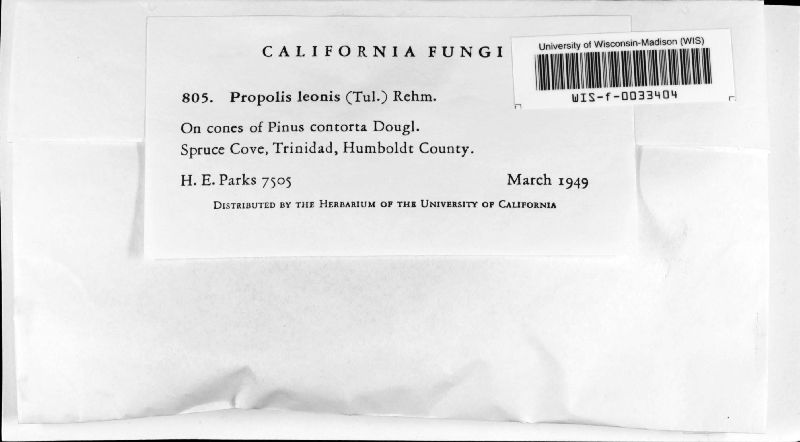 CALIFORNIA FUNGI
University of Wisconsin-Madison (WIS)
WIS-f-0033404
805. Propolis leonis (Tul.) Rehm.
On cones of Pinus contorta Dougl.
Spruce Cove, Trinidad, Humboldt County.
H. E. Parks 7505 March 1949
DISTRIBUTED BY THE HERBARIUM OF THE UNIVERSITY OF CALIFORNIA